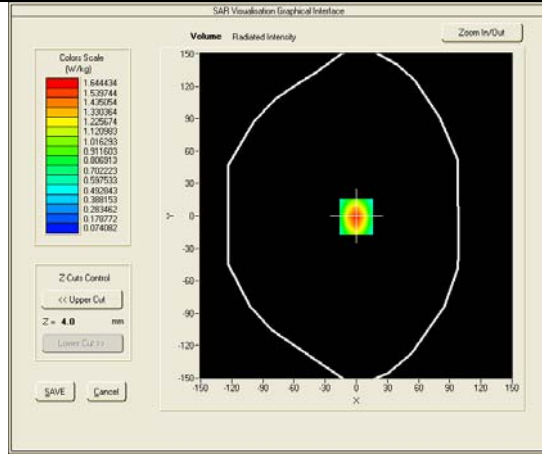 SAR Visualisation Graphical Interface
Volume Radiated Intensity
Zoom In/Out
Colors Scale
(W/kg)
1.644434
1.539744
1.435054
1.330364
1.225674
1.120983
1.016293
0.911603
0.806913
0.702223
0.597533
0.492843
0.388153
0.283462
0.178772
0.074082
Z Cuts Control
<< Upper Cut
Z = 4.0 mm
Lower Cut >>
SAVE Cancel
150
120
90
60
30
Y 0
-30
-60
-90
-120
-150
-150 -120 -90 -60 -30 0 30 60 90 120 150
X